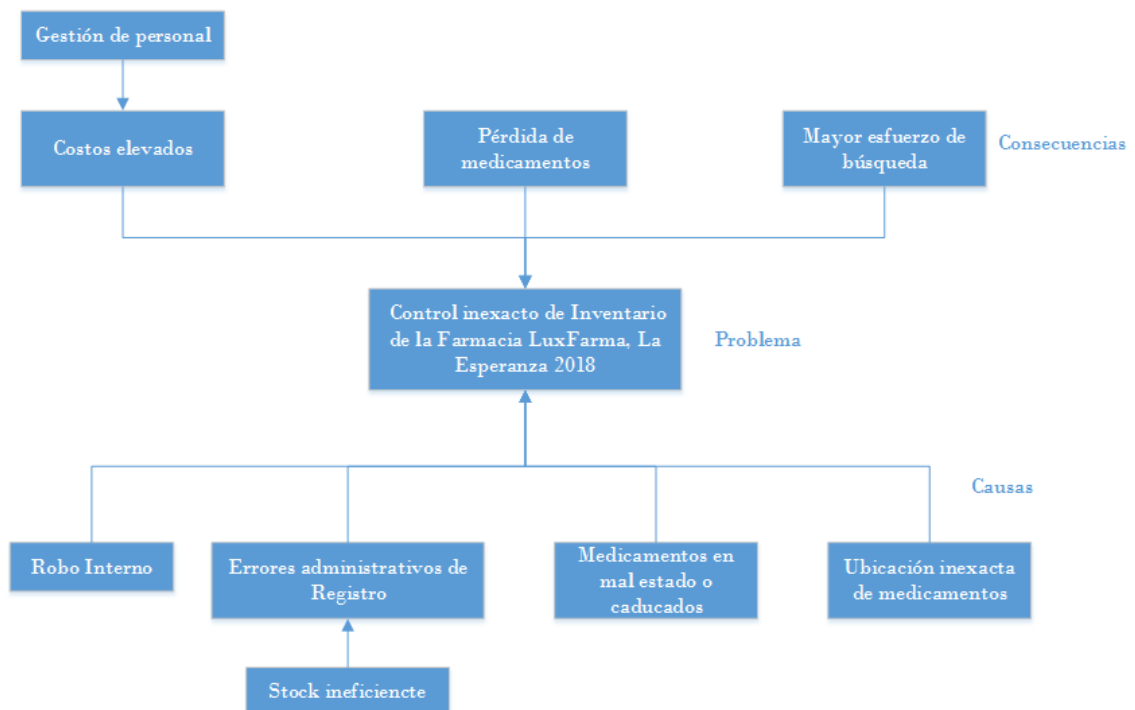 Gestión de personal
Costos elevados
Pérdida de
medicamentos
Mayor esfuerzo de
búsqueda
Consecuencias
Control inexacto de Inventario
de la Farmacia LuxFarma, La
Esperanza 2018
Problema
Causas
Robo Interno
Errores administrativos de
Registro
Medicamentos en
mal estado o
caducados
Ubicación inexacta
de medicamentos
Stock ineficiencte